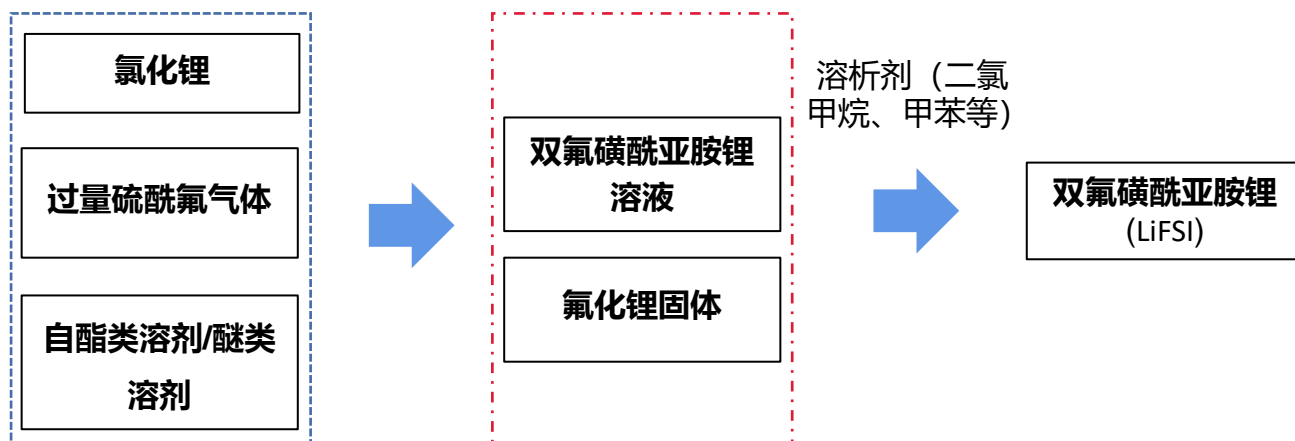 氯化锂
过量硫酰氟气体
自酯类溶剂/醚类
溶剂
双氟磺酰亚胺锂
溶液
氟化锂固体
溶析剂（二氯
甲烷、甲苯等）
双氟磺酰亚胺锂
(LiFSI)